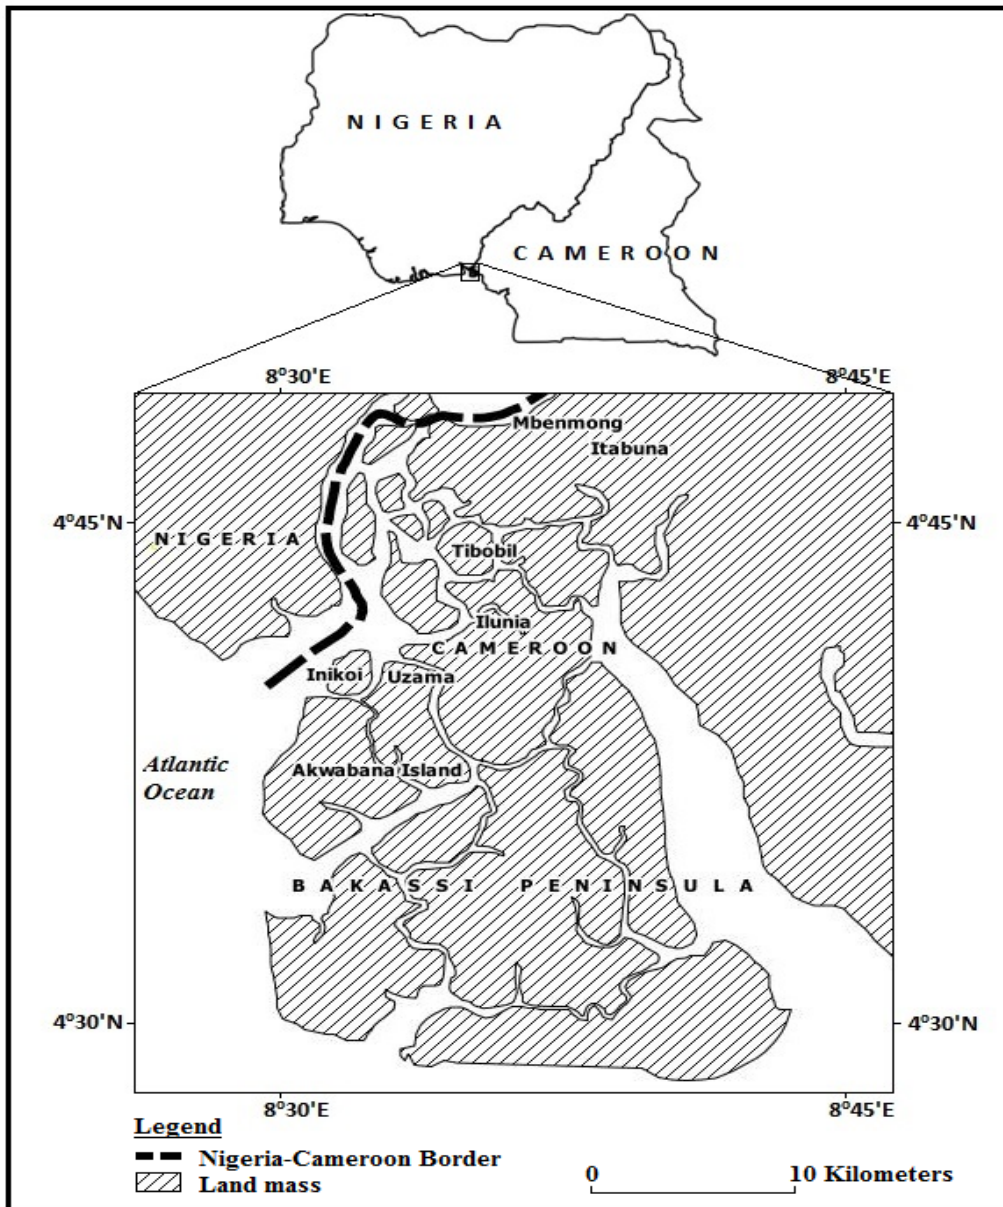 NIGERIA
CAMEROON
8°30'E 8°45'E
Mbenmong
Itabuna
4°45'N 4°45'N
NIGERIA
Tibobil
Ilunia
CAMEROON
Inikoi Uzama
Atlantic
Ocean
Akwabana Island
BAKASSI PENINSULA
4°30'N 4°30'N
8°30'E 8°45'E
Legend
Nigeria-Cameroon Border
Land mass
0 10 Kilometers